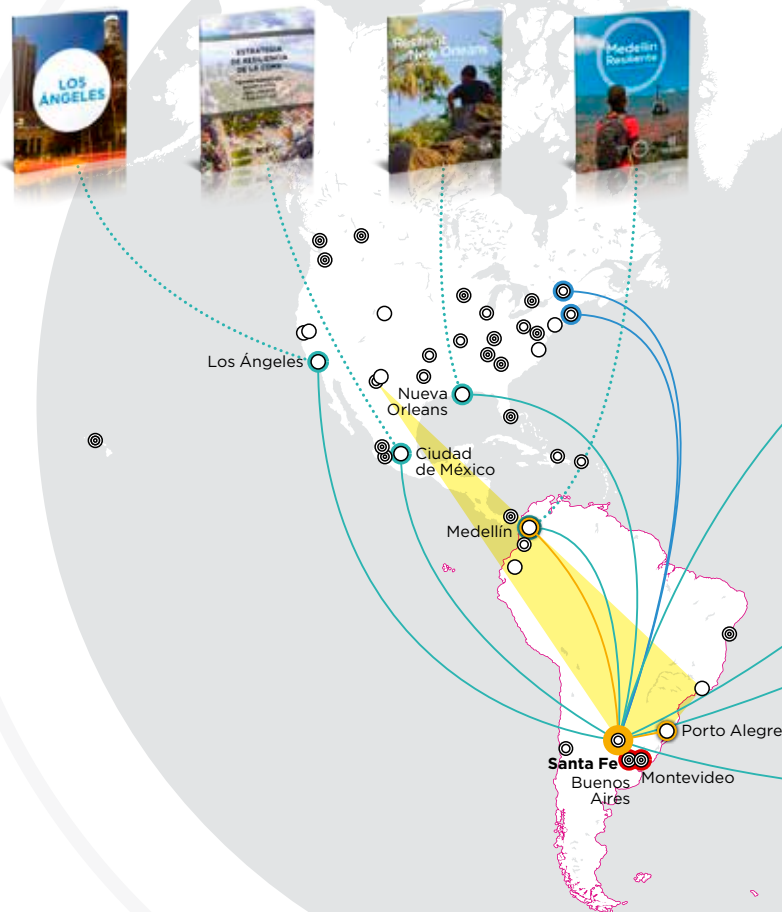 LOS
ÁNGELES
ESTRATEGIA
DE RESILIENCIA
DE LA CDMX
Resilient
New Orleans
Medellín
Resiliente
Los Ángeles
Nueva
Orleans
Ciudad
de México
Medellín
Porto Alegre
Santa Fe
Buenos
Aires
Montevideo